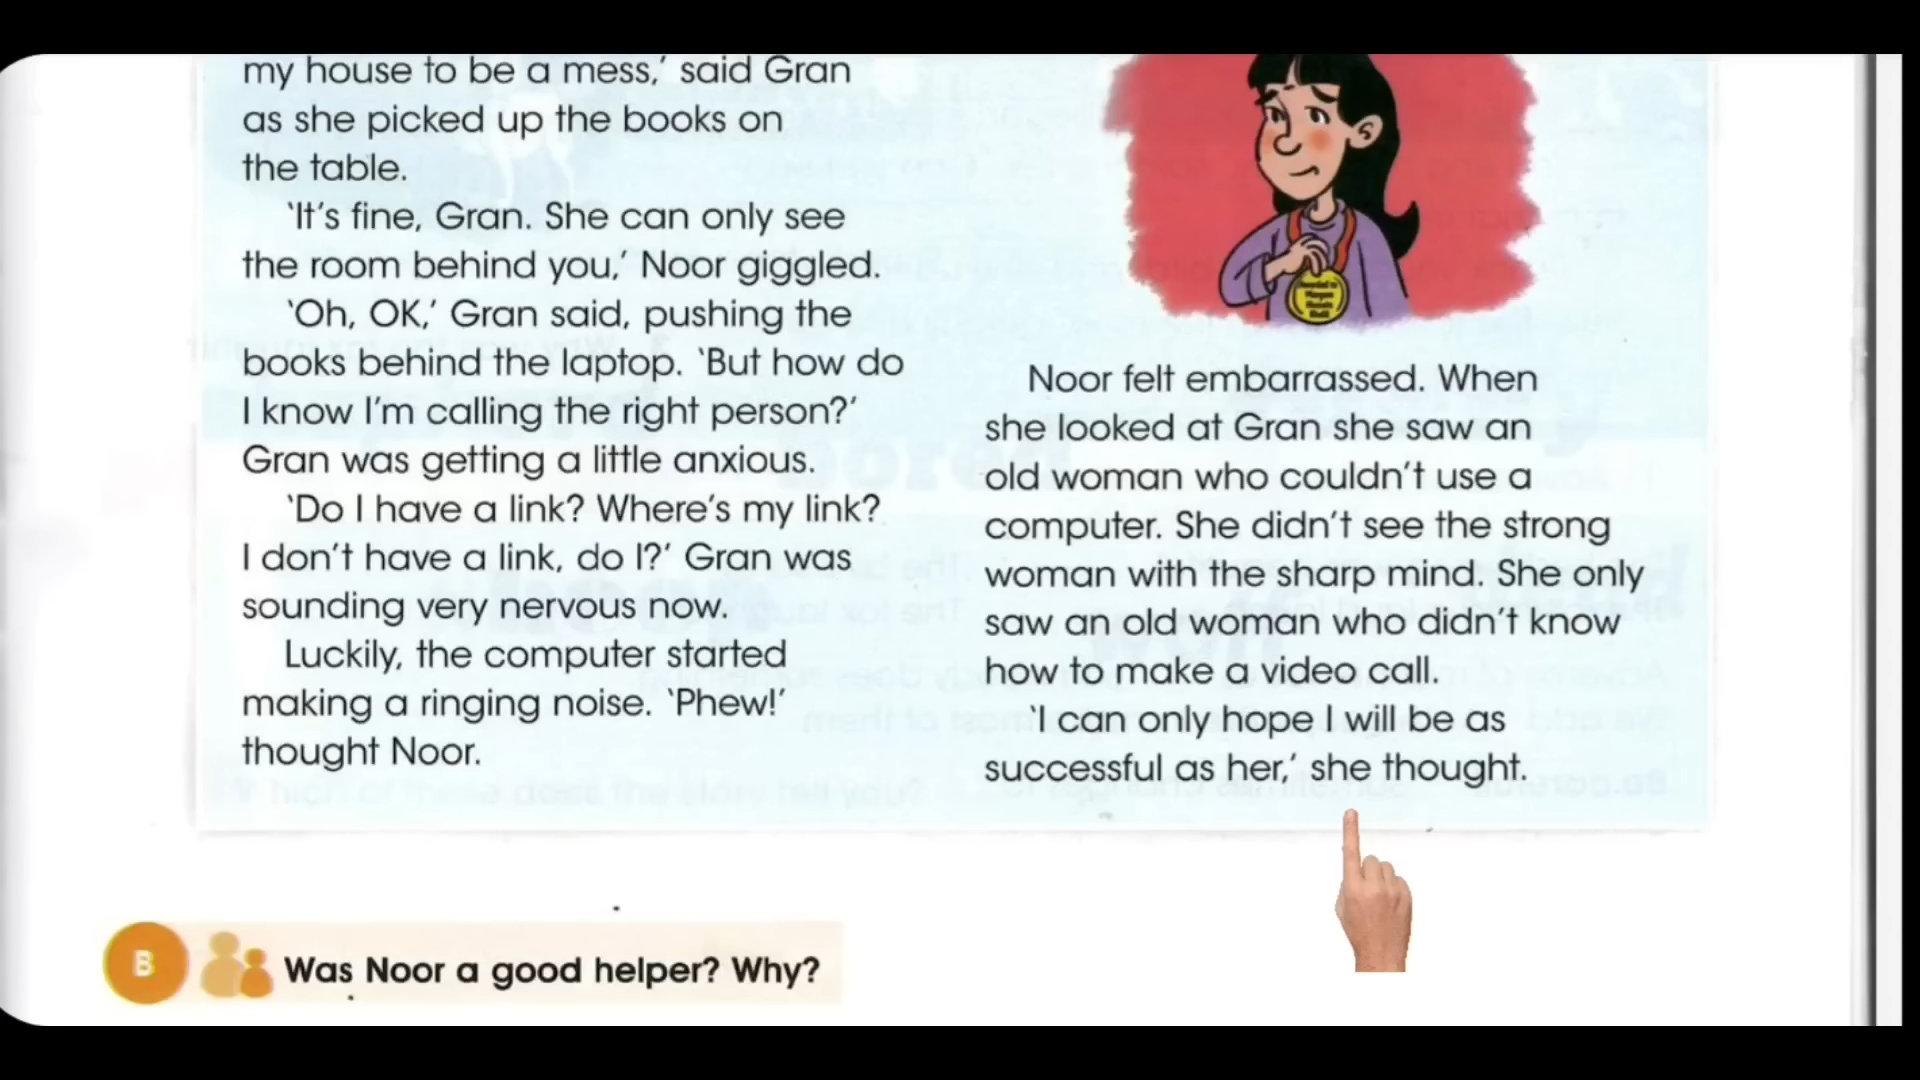 my house to be a mess,’ said Gran
as she picked up the books on
the table.
‘It’s fine, Gran. She can only see
the room behind you,’ Noor giggled.
‘Oh, OK,’ Gran said, pushing the
books behind the laptop. ‘But how do
I know I’m calling the right person?’
Gran was getting a little anxious.
‘Do I have a link? Where’s my link?
I don’t have a link, do I?’ Gran was
sounding very nervous now.
Luckily, the computer started
making a ringing noise. ‘Phew!’
thought Noor.
Noor felt embarrassed. When
she looked at Gran she saw an
old woman who couldn’t use a
computer. She didn’t see the strong
woman with the sharp mind. She only
saw an old woman who didn’t know
how to make a video call.
‘I can only hope I will be as
successful as her,’ she thought.
B Was Noor a good helper? Why?